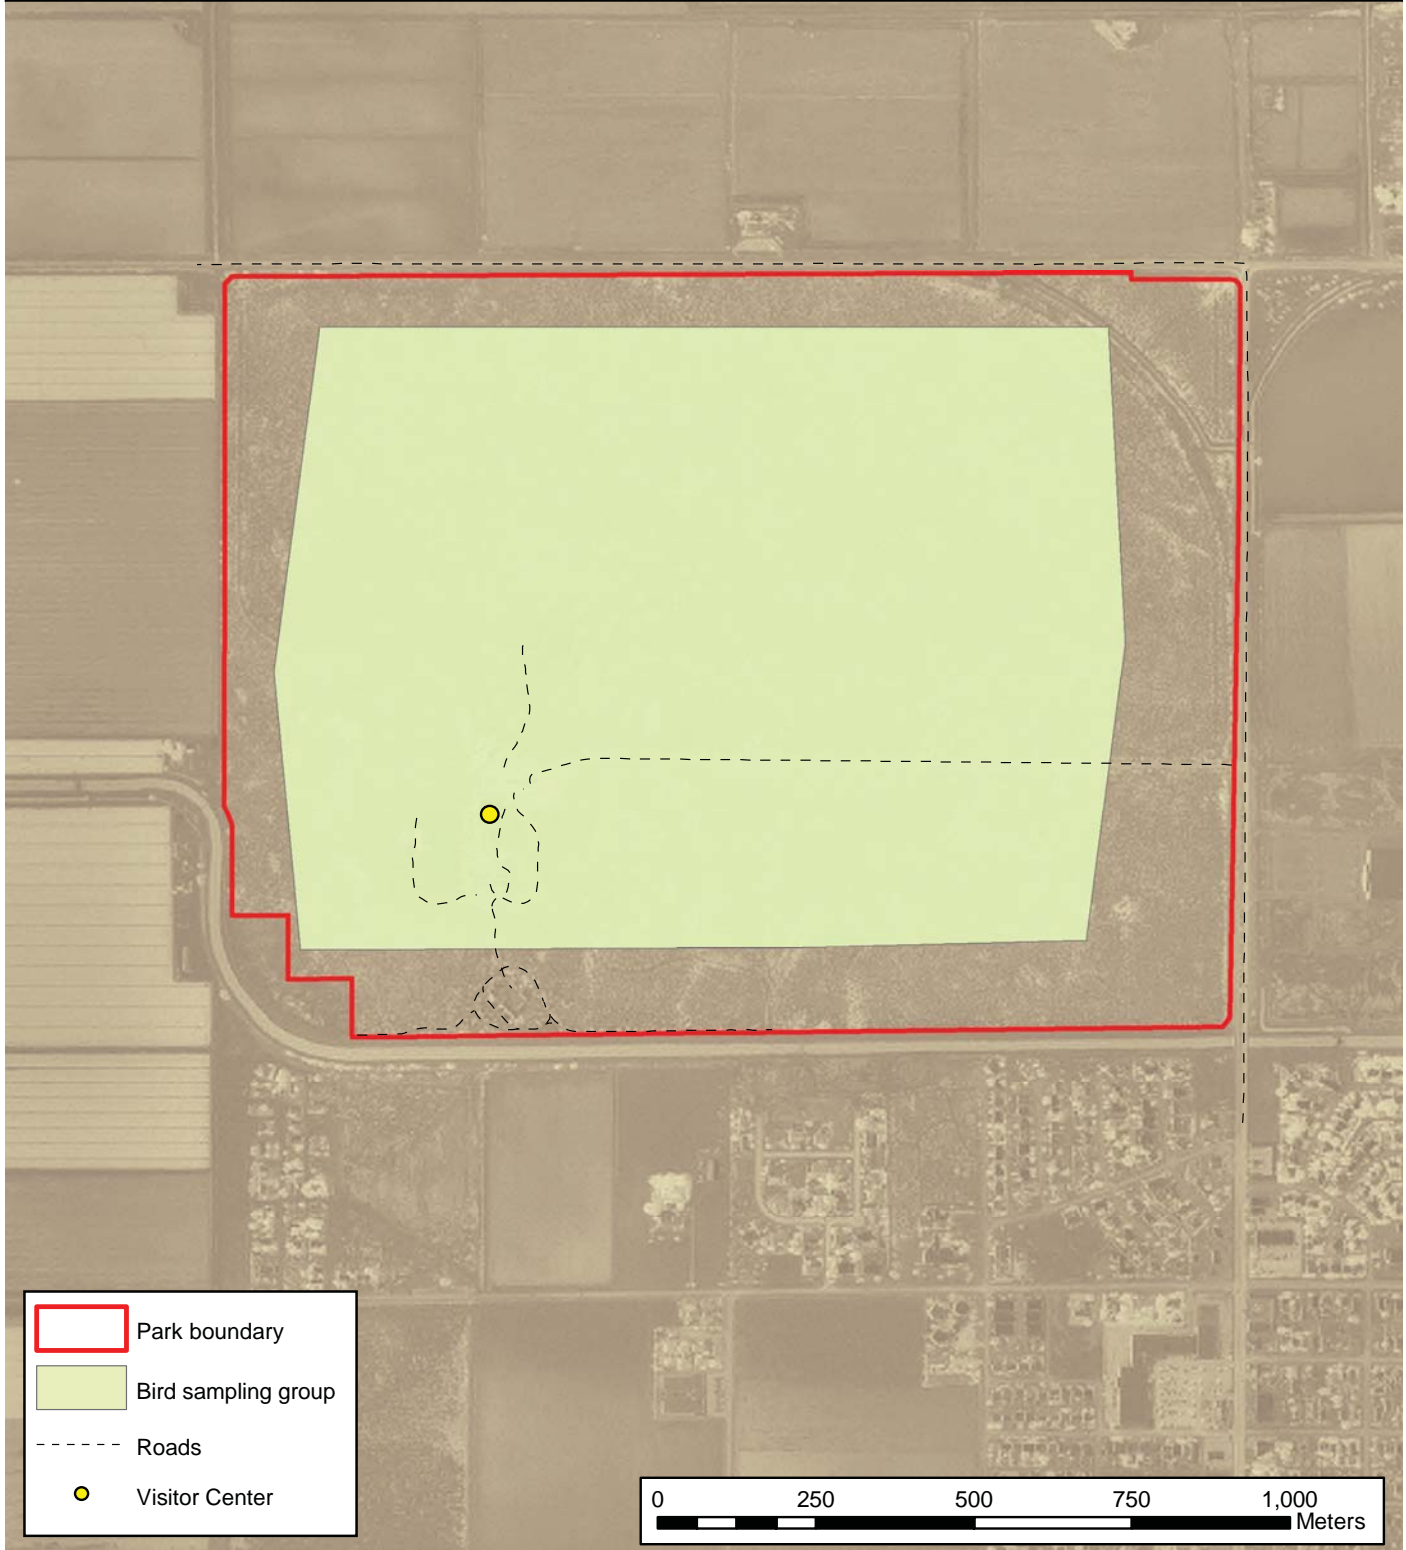 Park boundary
Bird sampling group
Roads
Visitor Center
0 250 500 750 1,000
Meters